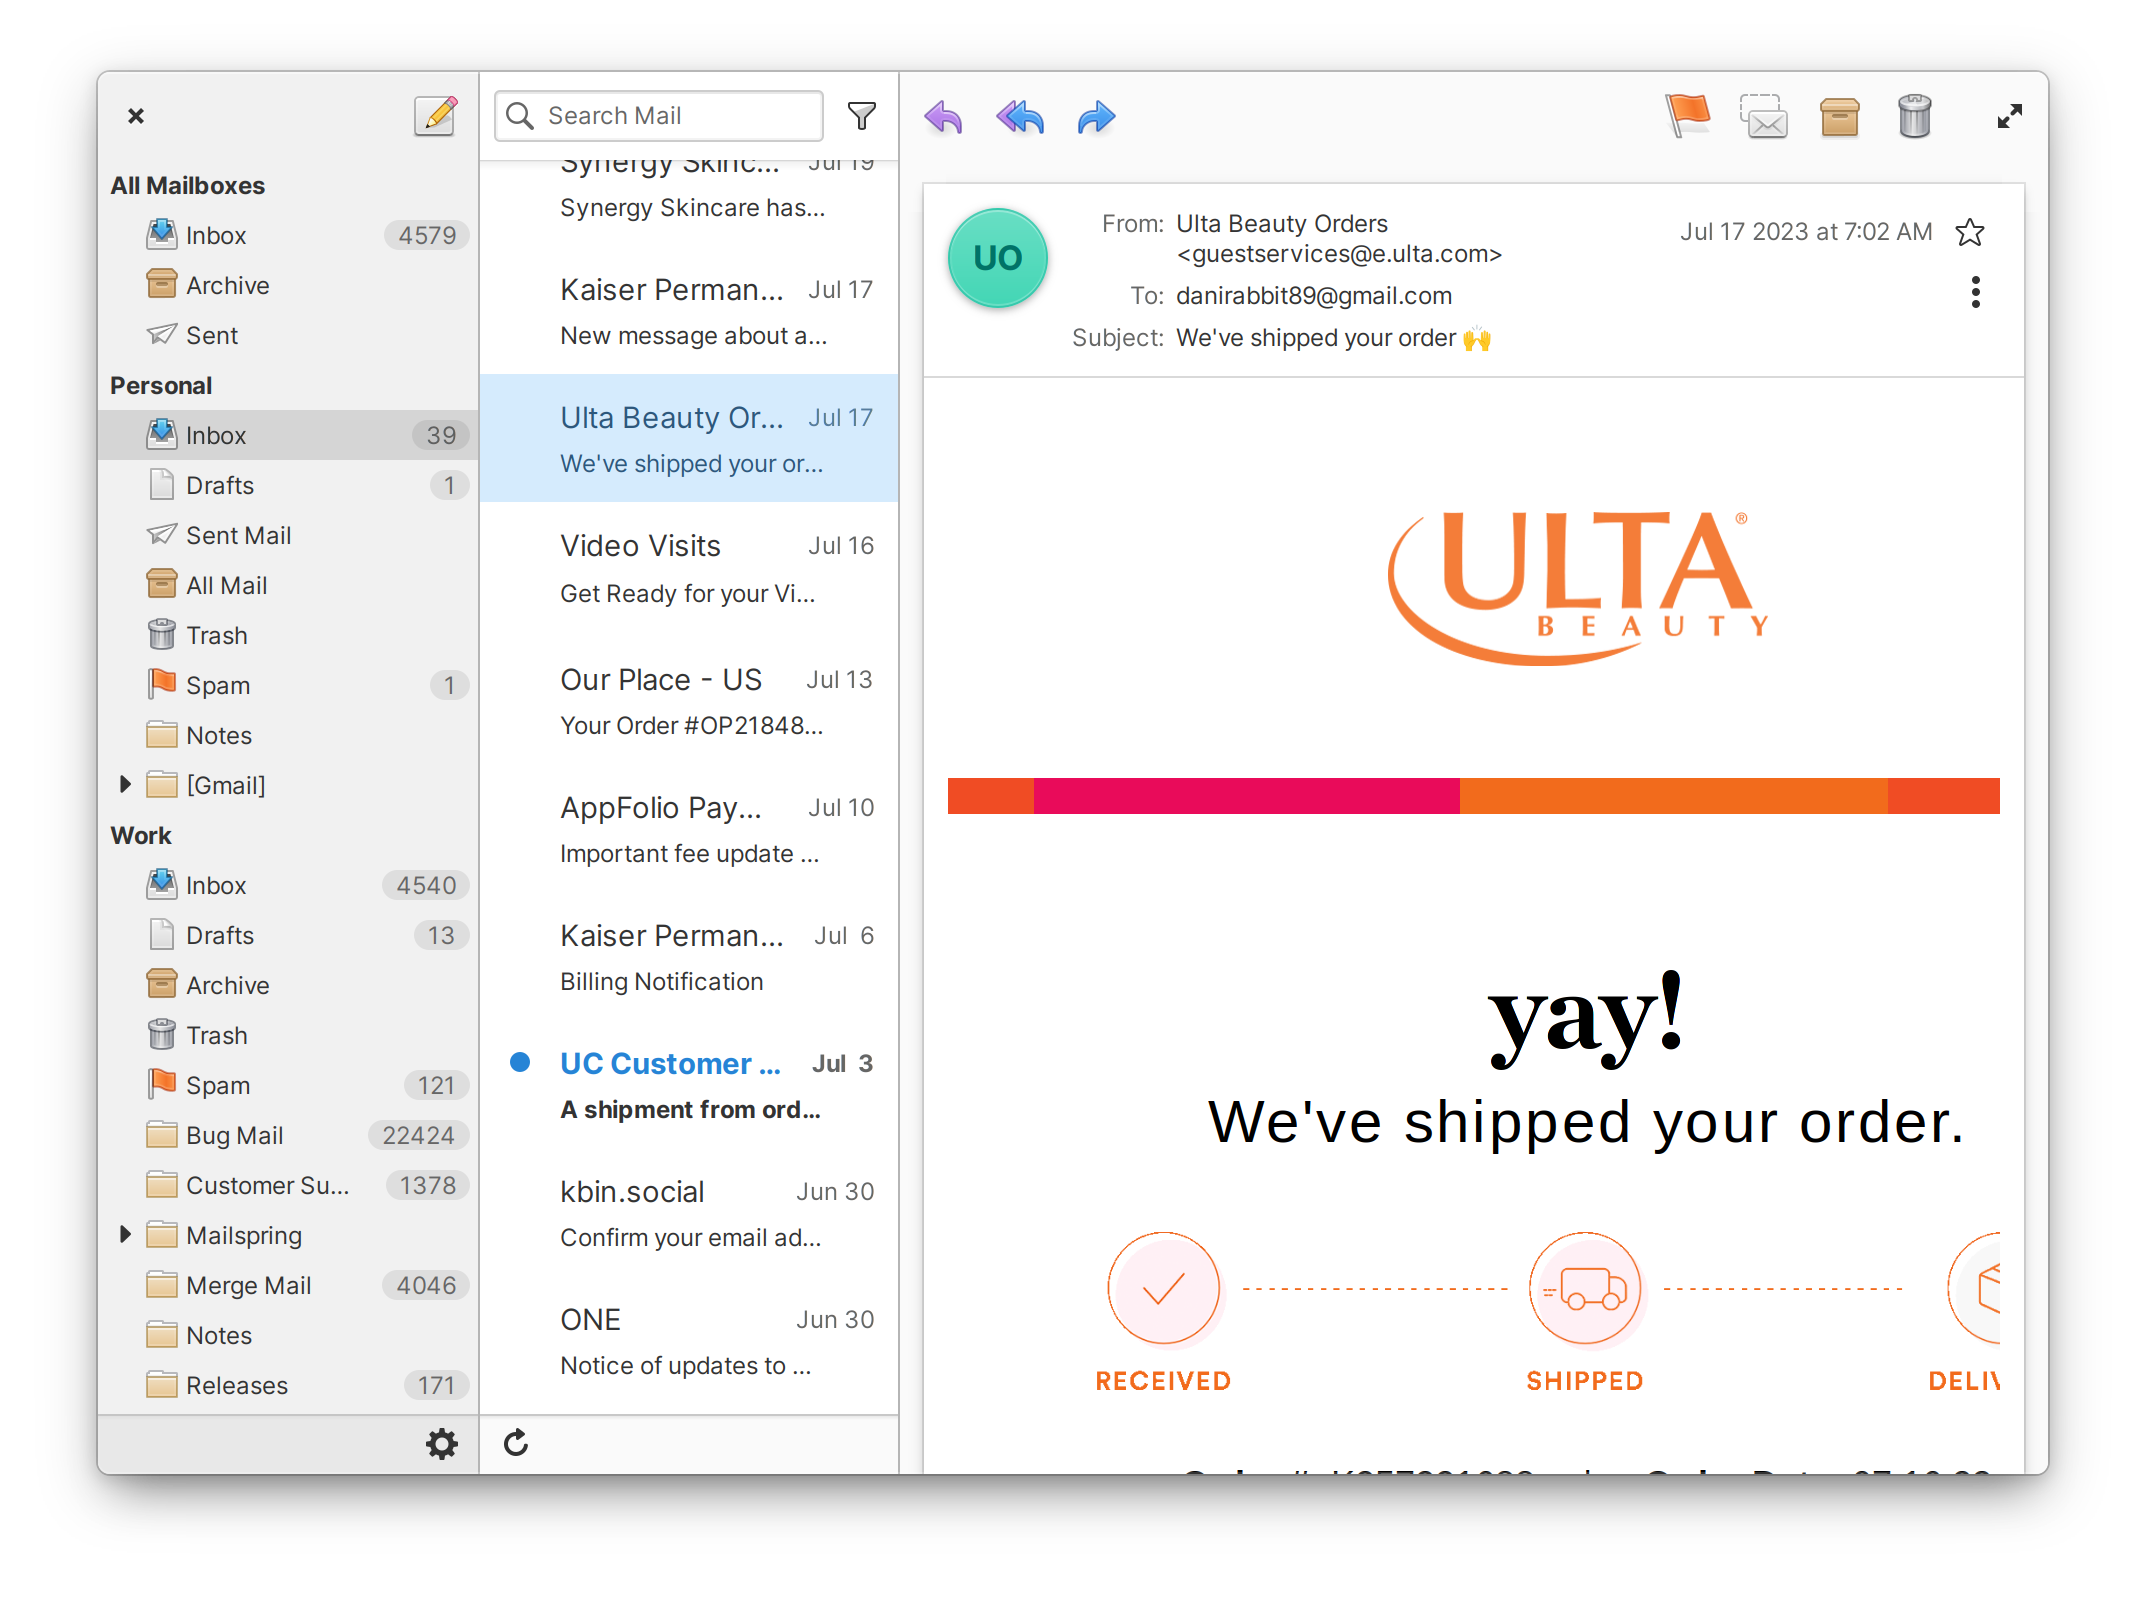 All Mailboxes
Inbox 4579
Archive
Sent
Personal
Inbox 39
Drafts 1
Sent Mail
All Mail
Trash
Spam 1
Notes
[Gmail]
Work
Inbox 4540
Drafts 13
Archive
Trash
Spam 121
Bug Mail 22424
Customer Su... 1378
Mailspring
Merge Mail 4046
Notes
Releases 171
Search Mail
Synergy Skinc... Jul 19
Synergy Skincare has...
Kaiser Perman... Jul 17
New message about a...
Ulta Beauty Or... Jul 17
We've shipped your or...
Video Visits Jul 16
Get Ready for your Vi...
Our Place - US Jul 13
Your Order #OP21848...
AppFolio Pay... Jul 10
Important fee update ...
Kaiser Perman... Jul 6
Billing Notification
UC Customer ... Jul 3
A shipment from ord...
kbin.social Jun 30
Confirm your email ad...
ONE Jun 30
Notice of updates to ...
UO
From: Ulta Beauty Orders
<guestservices@e.ulta.com>
Jul 17 2023 at 7:02 AM
To: danirabbit89@gmail.com
Subject: We've shipped your order 🙌
ULTA®
BEAUTY
yay!
We've shipped your order.
RECEIVED SHIPPED DELIV